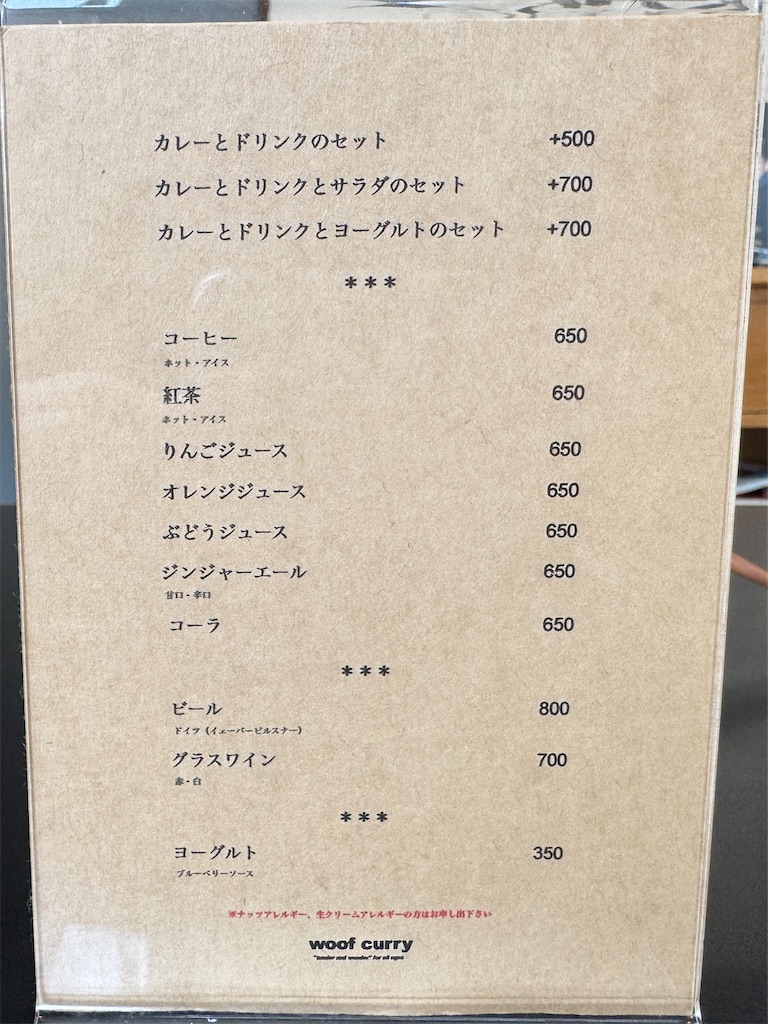 カレーとドリンクのセット +500
カレーとドリンクとサラダのセット +700
カレーとドリンクとヨーグルトのセット +700
***
コーヒー 650
ホット・アイス
紅茶 650
ホット・アイス
りんごジュース 650
オレンジジュース 650
ぶどうジュース 650
ジンジャーエール 650
甘口・辛口
コーラ 650
***
ビール 800
ドイツ（イェーバーピルスナー）
グラスワイン 700
赤・白
***
ヨーグルト 350
ブルーベリーソース
※ナッツアレルギー、生クリームアレルギーの方はお申し出下さい
woof curry
"tender and wonder" for all ages